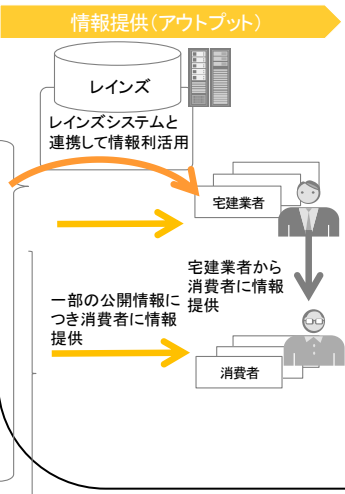 情報提供（アウトプット）
レインズ
レインズシステムと
連携して情報利活用
宅建業者
宅建業者から
消費者に情報
提供
一部の公開情報に
つき消費者に情報
提供
消費者